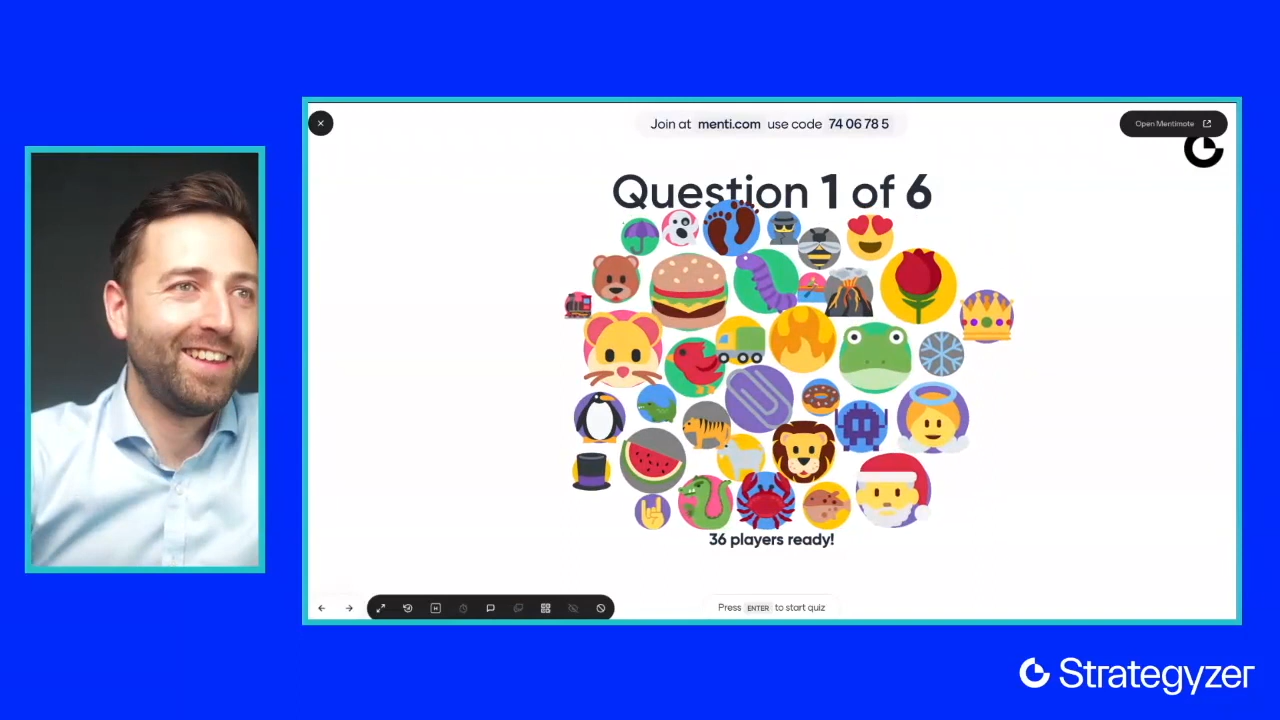 Join at menti.com use code 74 06 78 5
Open Mentimote
Question 1 of 6
36 players ready!
Press ENTER to start quiz
Strategyzer